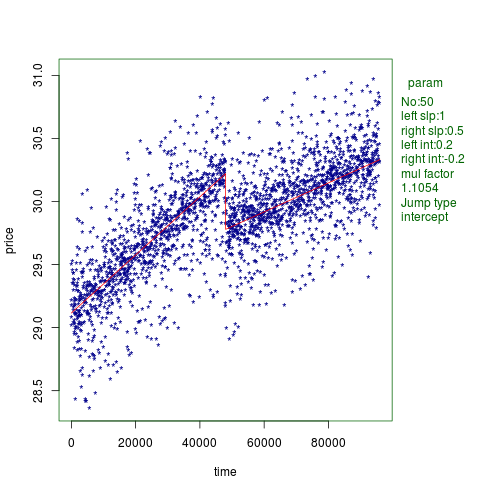 31.0
30.5
30.0
29.5
29.0
28.5
price
0
20000
40000
60000
80000
time
param
No:50
left slp:1
right slp:0.5
left int:0.2
right int:-0.2
mul factor
1.1054
Jump type
intercept